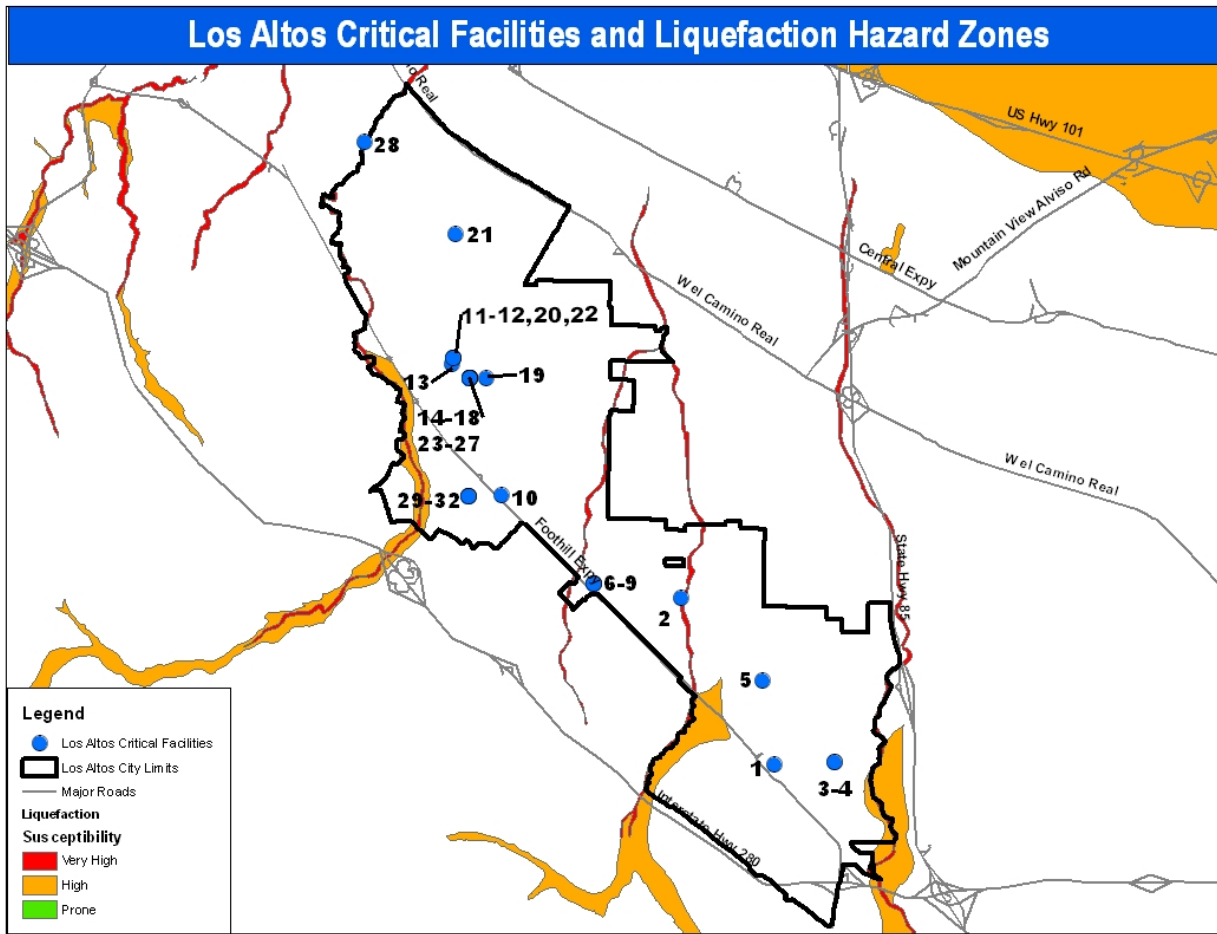 Los Altos Critical Facilities and Liquefaction Hazard Zones
o Real
US Hwy 101
28
Mountain View Alviso Rd
21
Central Expy
W el Camino Real
11-12,20,22
13
19
14-18
23-27
W el Camino Real
29-32
10
Foothill Expy
State Hwy 85
6-9
2
5
1
3-4
Interstate Hwy 280
Legend
Los Altos Critical Facilities
Los Altos City Limits
Major Roads
Liquefaction
Sus ceptibility
Very High
High
Prone